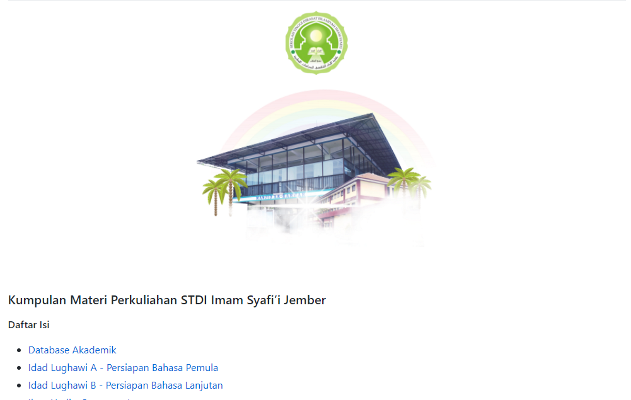 Kumpulan Materi Perkuliahan STDI Imam Syafi'i Jember
Daftar Isi
Database Akademik
Idad Lughawi A - Persiapan Bahasa Pemula
Idad Lughawi B - Persiapan Bahasa Lanjutan